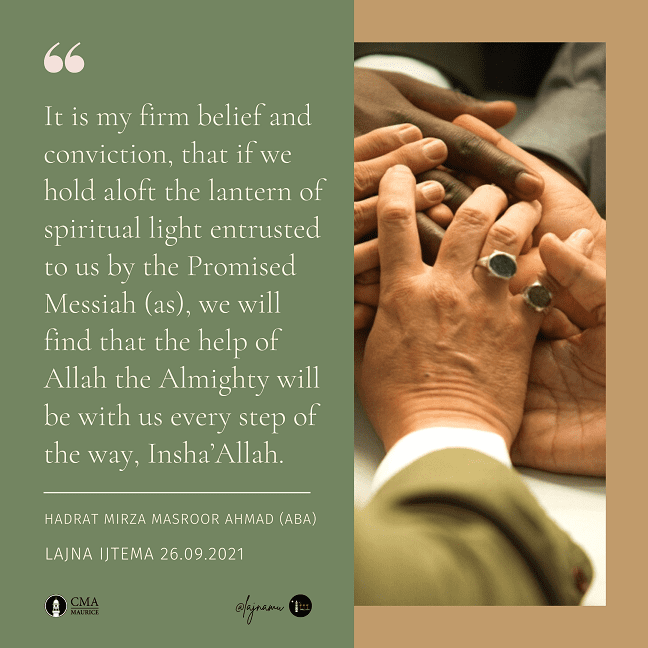 “
It is my firm belief and
conviction, that if we
hold aloft the lantern of
spiritual light entrusted
to us by the Promised
Messiah (as), we will
find that the help of
Allah the Almighty will
be with us every step of
the way, Insha’Allah.
HADRAT MIRZA MASROOR AHMAD (ABA)
LAJNA IJTEMA 26.09.2021
CMA
MAURICE
@lajnamu